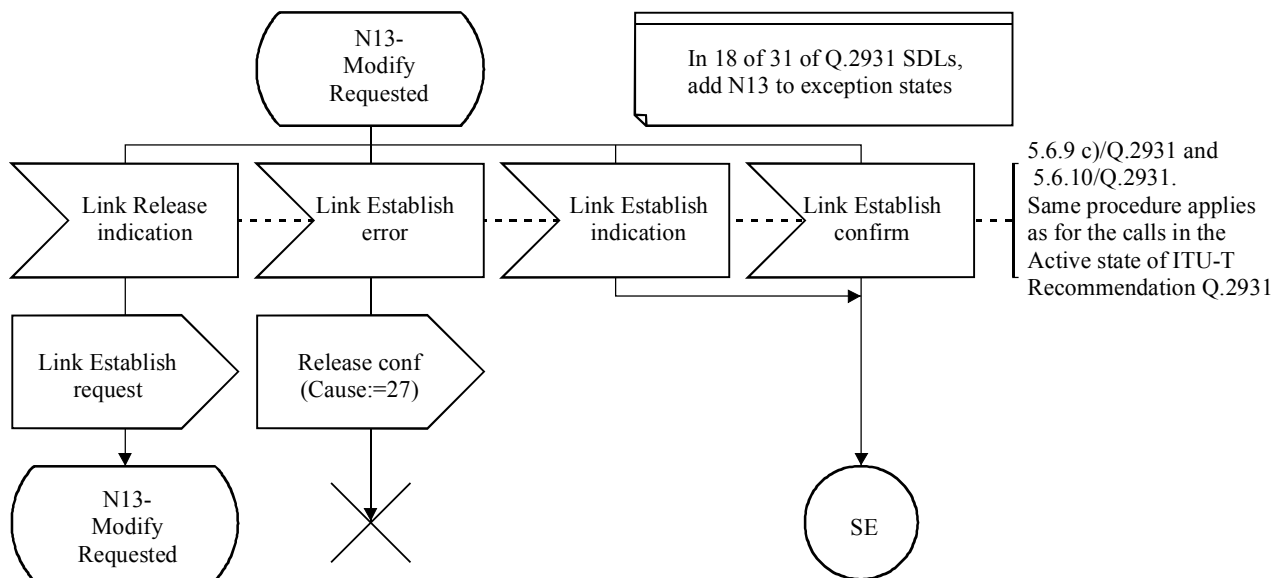 N13-
Modify
Requested
In 18 of 31 of Q.2931 SDLs,
add N13 to exception states
Link Release
indication
Link Establish
error
Link Establish
indication
Link Establish
confirm
5.6.9 c)/Q.2931 and
5.6.10/Q.2931.
Same procedure applies
as for the calls in the
Active state of ITU-T
Recommendation Q.2931
Link Establish
request
Release conf
(Cause:=27)
N13-
Modify
Requested
SE